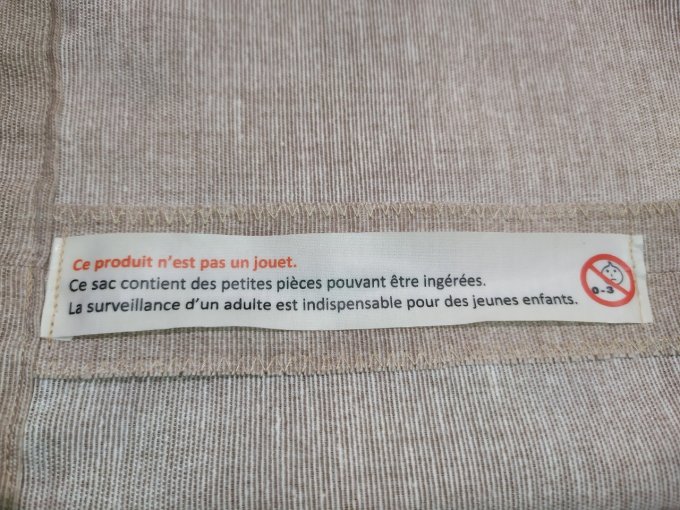 Ce produit n'est pas un jouet.
Ce sac contient des petites pièces pouvant être ingérées.
La surveillance d'un adulte est indispensable pour des jeunes enfants.
0-3